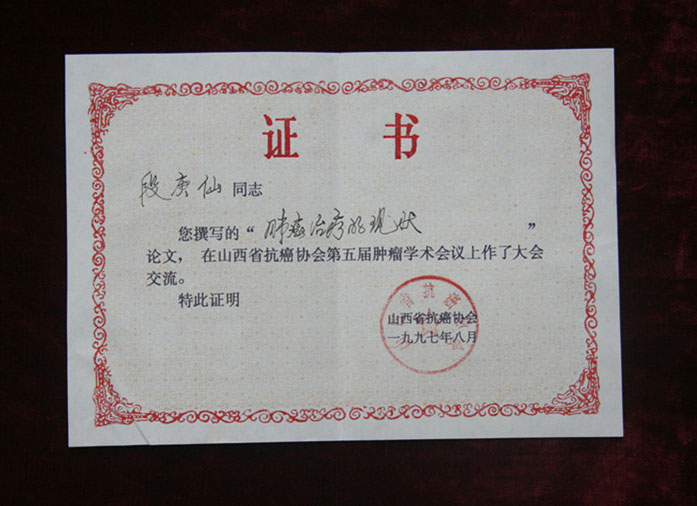 证 书
段庚仙 同志
您撰写的“肺癌治疗的现状”
论文，在山西省抗癌协会第五届肿瘤学术会议上作了大会
交流。
特此证明
山西省抗癌协会
一九九七年八月